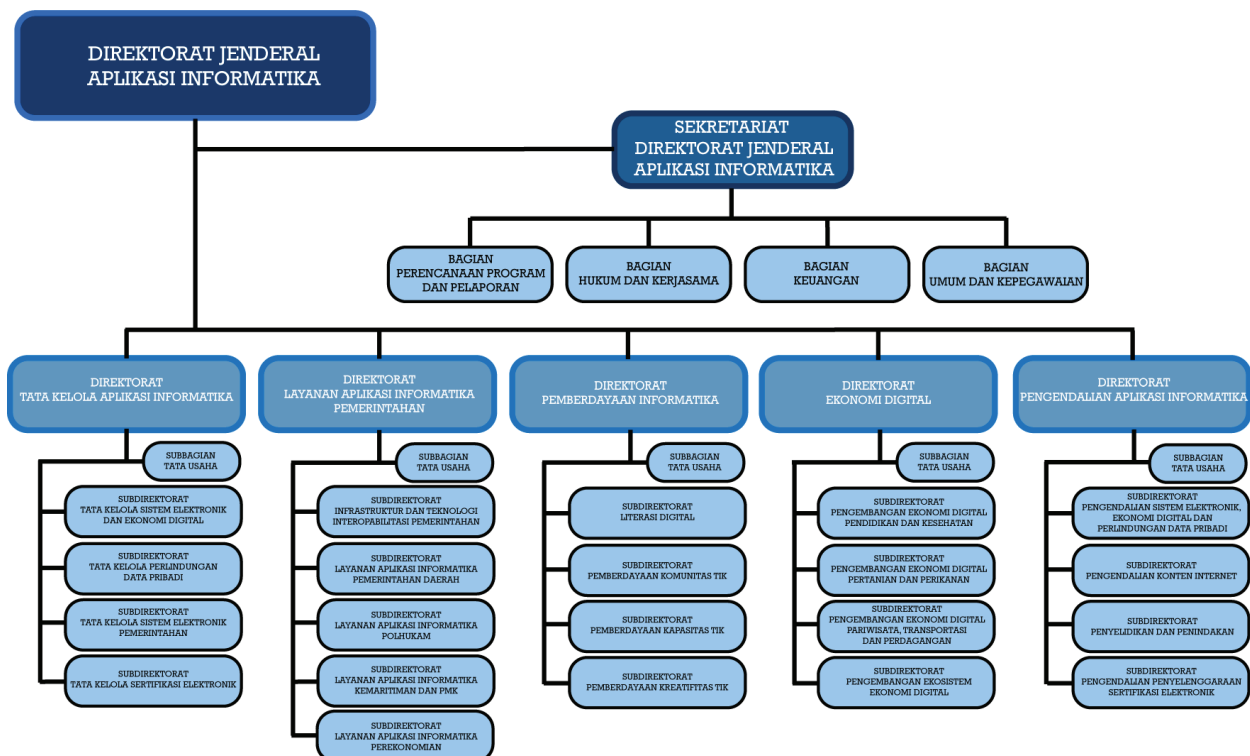 DIREKTORAT JENDERAL
APLIKASI INFORMATIKA
SEKRETARIAT
DIREKTORAT JENDERAL
APLIKASI INFORMATIKA
BAGIAN
PERENCANAAN PROGRAM
DAN PELAPORAN
BAGIAN
HUKUM DAN KERJASAMA
BAGIAN
KEUANGAN
BAGIAN
UMUM DAN KEPEGAWAIAN
DIREKTORAT
TATA KELOLA APLIKASI INFORMATIKA
SUBBAGIAN
TATA USAHA
SUBDIREKTORAT
TATA KELOLA SISTEM ELEKTRONIK
DAN EKONOMI DIGITAL
SUBDIREKTORAT
TATA KELOLA PERLINDUNGAN
DATA PRIBADI
SUBDIREKTORAT
TATA KELOLA SISTEM ELEKTRONIK
PEMERINTAHAN
SUBDIREKTORAT
TATA KELOLA SERTIFIKASI ELEKTRONIK
DIREKTORAT
LAYANAN APLIKASI INFORMATIKA
PEMERINTAHAN
SUBBAGIAN
TATA USAHA
SUBDIREKTORAT
INFRASTRUKTUR DAN TEKNOLOGI
INTEROPABILITASI PEMERINTAHAN
SUBDIREKTORAT
LAYANAN APLIKASI INFORMATIKA
PEMERINTAHAN DAERAH
SUBDIREKTORAT
LAYANAN APLIKASI INFORMATIKA
POLHUKAM
SUBDIREKTORAT
LAYANAN APLIKASI INFORMATIKA
KEMARITIMAN DAN PMK
SUBDIREKTORAT
LAYANAN APLIKASI INFORMATIKA
PEREKONOMIAN
DIREKTORAT
PEMBERDAYAAN INFORMATIKA
SUBBAGIAN
TATA USAHA
SUBDIREKTORAT
LITERASI DIGITAL
SUBDIREKTORAT
PEMBERDAYAAN KOMUNITAS TIK
SUBDIREKTORAT
PEMBERDAYAAN KAPASITAS TIK
SUBDIREKTORAT
PEMBERDAYAAN KREATIFITAS TIK
DIREKTORAT
EKONOMI DIGITAL
SUBBAGIAN
TATA USAHA
SUBDIREKTORAT
PENGEMBANGAN EKONOMI DIGITAL
PENDIDIKAN DAN KESEHATAN
SUBDIREKTORAT
PENGEMBANGAN EKONOMI DIGITAL
PERTANIAN DAN PERIKANAN
SUBDIREKTORAT
PENGEMBANGAN EKONOMI DIGITAL
PARIWISATA, TRANSPORTASI
DAN PERDAGANGAN
SUBDIREKTORAT
PENGEMBANGAN EKOSISTEM
EKONOMI DIGITAL
DIREKTORAT
PENGENDALIAN APLIKASI INFORMATIKA
SUBBAGIAN
TATA USAHA
SUBDIREKTORAT
PENGENDALIAN SISTEM ELEKTRONIK,
EKONOMI DIGITAL DAN
PERLINDUNGAN DATA PRIBADI
SUBDIREKTORAT
PENGENDALIAN KONTEN INTERNET
SUBDIREKTORAT
PENYELIDIKAN DAN PENINDAKAN
SUBDIREKTORAT
PENGENDALIAN PENYELENGGARAAN
SERTIFIKASI ELEKTRONIK